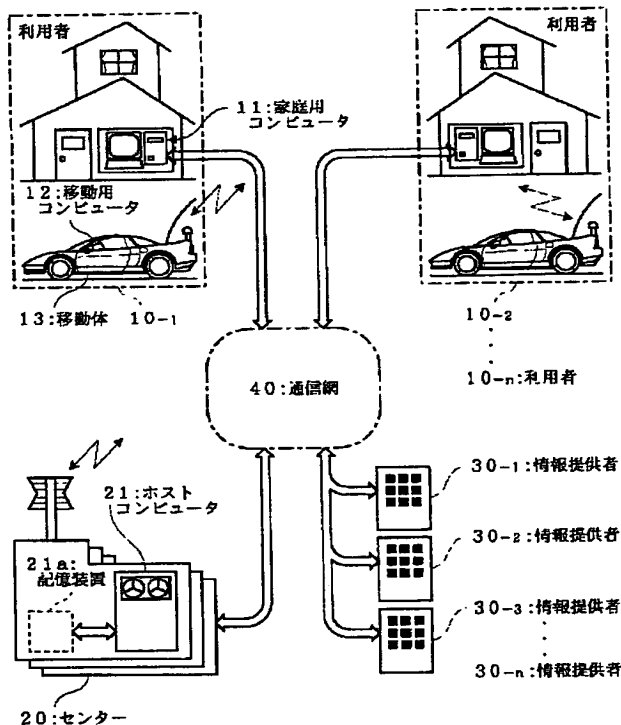 利用者
利用者
11:家庭用
コンピュータ
12:移動用
コンピュータ
13:移動体
10-1
10-2
10-n:利用者
40:通信網
30-1:情報提供者
21:ホスト
コンピュータ
30-2:情報提供者
21a:
記憶装置
30-3:情報提供者
30-n:情報提供者
20:センター